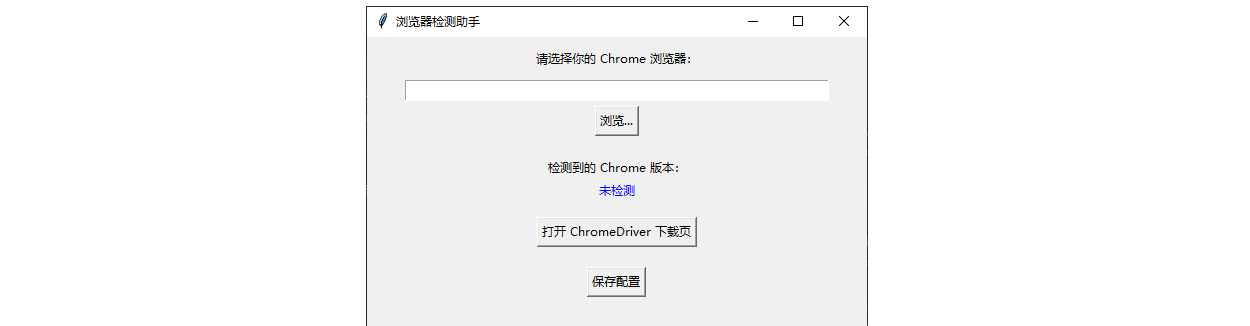 浏览器检测助手
请选择你的 Chrome 浏览器：
浏览...
检测到的 Chrome 版本：
未检测
打开 ChromeDriver 下载页
保存配置